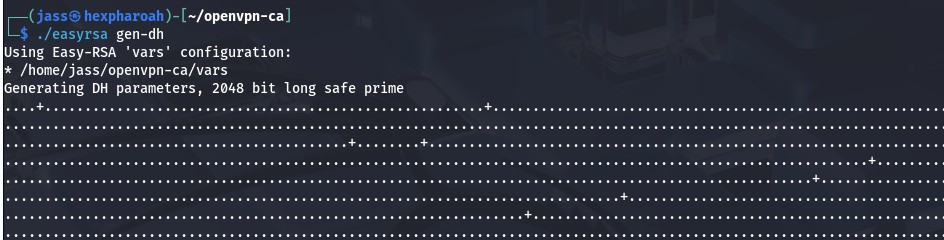 ┌──(jass㉿hexpharoah)-[~/openvpn-ca]
└─$ ./easyrsa gen-dh
Using Easy-RSA 'vars' configuration:
* /home/jass/openvpn-ca/vars
Generating DH parameters, 2048 bit long safe prime
....+.......................................................+.........................................................
......................................................................................................................
...........................................+........+.................................................................
............................................................................................................+.........
.....................................................................................................+................
.............................................................................+........................................
.................................................................+....................................................
......................................................................................................................